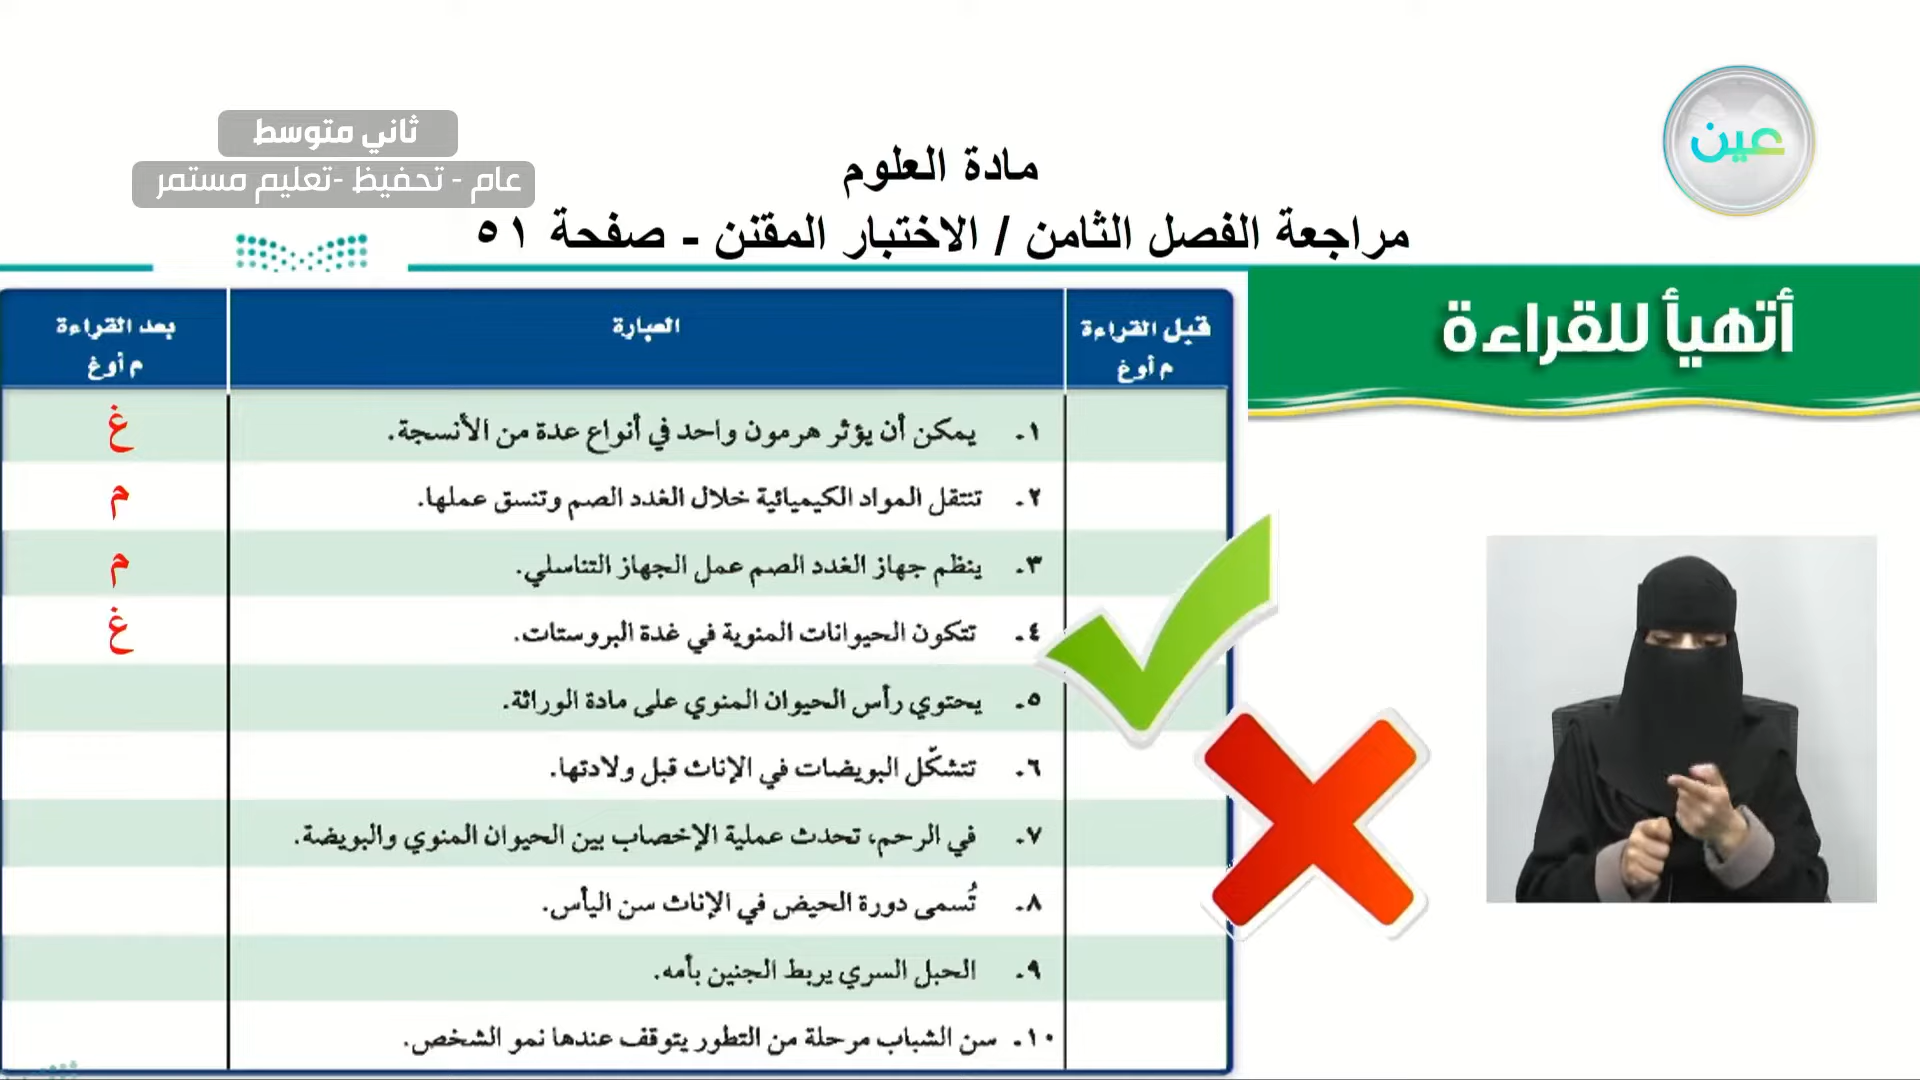 عين
ثاني متوسط
عام - تحفيظ -تعليم مستمر
مادة العلوم
مراجعة الفصل الثامن / الاختبار المقنن - صفحة ٥١
أتهيأ للقراءة
قبل القراءة م أوغ
العبارة
بعد القراءة م أوغ
١. يمكن أن يؤثر هرمون واحد في أنواع عدة من الأنسجة. غ
٢. تنتقل المواد الكيميائية خلال الغدد الصم وتنسق عملها. م
٣. ينظم جهاز الغدد الصم عمل الجهاز التناسلي. م
٤. تتكون الحيوانات المنوية في غدة البروستات. غ
٥. يحتوي رأس الحيوان المنوي على مادة الوراثة.
٦. تتشكّل البويضات في الإناث قبل ولادتها.
٧. في الرحم، تحدث عملية الإخصاب بين الحيوان المنوي والبويضة.
٨. تُسمى دورة الحيض في الإناث سن اليأس.
٩. الحبل السري يربط الجنين بأمه.
١٠. سن الشباب مرحلة من التطور يتوقف عندها نمو الشخص.